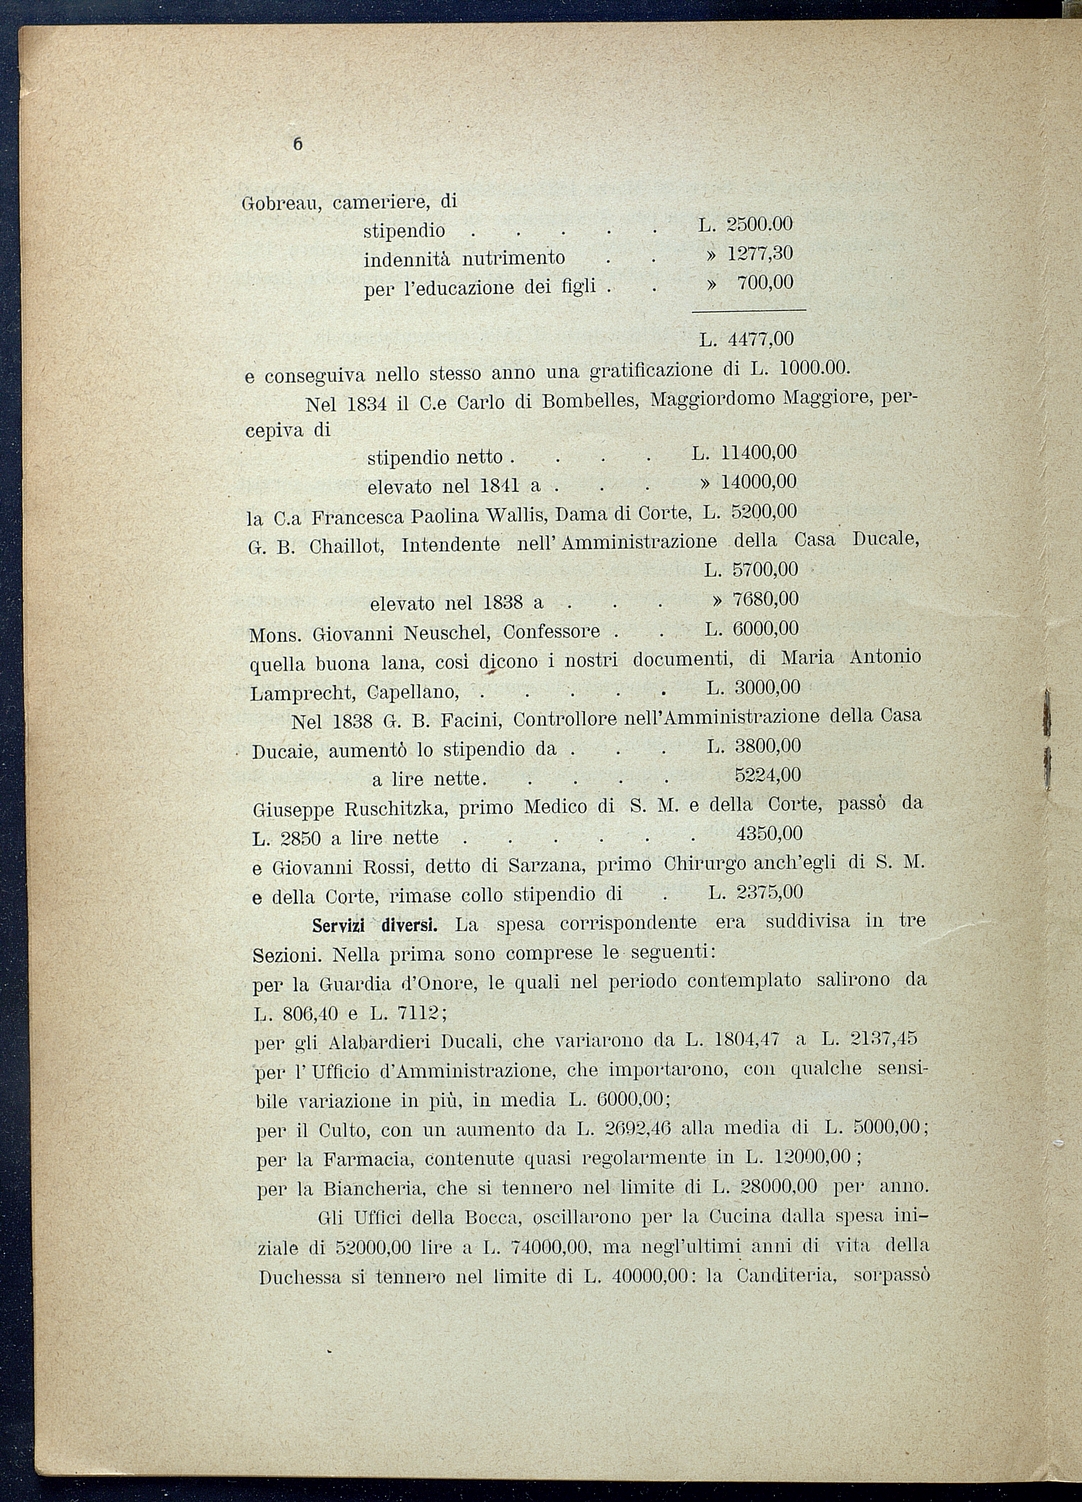 6
Gobreau, cameriere, di
stipendio . . . . . L. 2500.00
indennità nutrimento . . » 1277,30
per l'educazione dei figli . . » 700,00
L. 4477,00
e conseguiva nello stesso anno una gratificazione di L. 1000.00.
Nel 1834 il C.e Carlo di Bombelles, Maggiordomo Maggiore, per-
cepiva di
stipendio netto . . . . L. 11400,00
elevato nel 1841 a . . . » 14000,00
la C.a Francesca Paolina Wallis, Dama di Corte, L. 5200,00
G. B. Chaillot, Intendente nell' Amministrazione della Casa Ducale,
L. 5700,00
elevato nel 1838 a . . . » 7680,00
Mons. Giovanni Neuschel, Confessore . . L. 6000,00
quella buona lana, così dicono i nostri documenti, di Maria Antonio
Lamprecht, Capellano, . . . . . L. 3000,00
Nel 1838 G. B. Facini, Controllore nell'Amministrazione della Casa
Ducaie, aumentò lo stipendio da . . . L. 3800,00
a lire nette. . . . . 5224,00
Giuseppe Ruschitzka, primo Medico di S. M. e della Corte, passò da
L. 2850 a lire nette . . . . . . 4350,00
e Giovanni Rossi, detto di Sarzana, primo Chirurgo anch'egli di S. M.
e della Corte, rimase collo stipendio di . L. 2375,00
Servizi diversi. La spesa corrispondente era suddivisa in tre
Sezioni. Nella prima sono comprese le seguenti:
per la Guardia d'Onore, le quali nel periodo contemplato salirono da
L. 806,40 e L. 7112;
per gli Alabardieri Ducali, che variarono da L. 1804,47 a L. 2137,45
per l' Ufficio d'Amministrazione, che importarono, con qualche sensi-
bile variazione in più, in media L. 6000,00;
per il Culto, con un aumento da L. 2692,46 alla media di L. 5000,00;
per la Farmacia, contenute quasi regolarmente in L. 12000,00 ;
per la Biancheria, che si tennero nel limite di L. 28000,00 per anno.
Gli Uffici della Bocca, oscillarono per la Cucina dalla spesa ini-
ziale di 52000,00 lire a L. 74000,00, ma negl'ultimi anni di vita della
Duchessa si tennero nel limite di L. 40000,00: la Canditeria, sorpassò